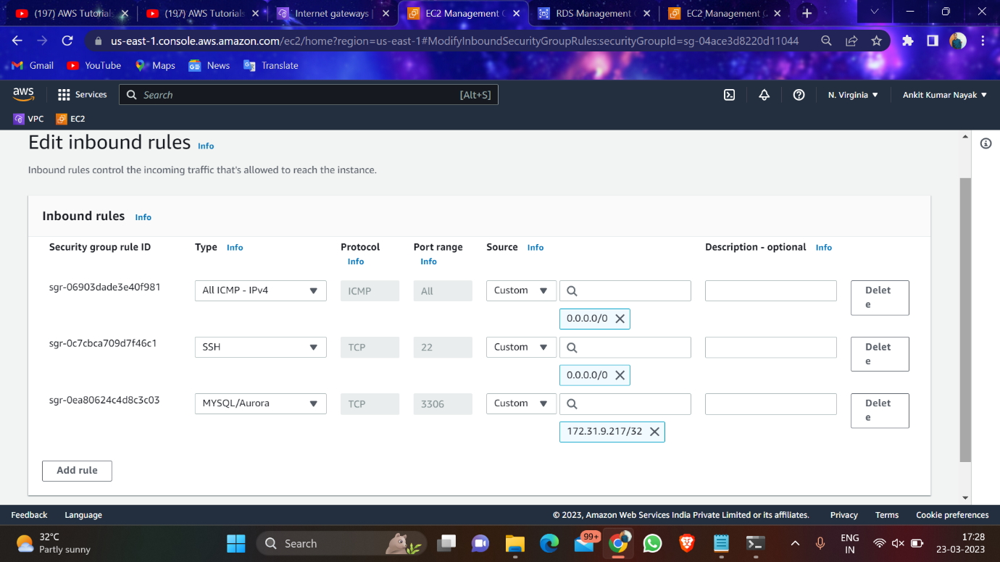 (197) AWS Tutorials
(197) AWS Tutorials
Internet gateways |
EC2 Management C
RDS Management
EC2 Management C
us-east-1.console.aws.amazon.com/ec2/home?region=us-east-1#ModifyInboundSecurityGroupRules:securityGroupId=sg-04ace3d8220d11044
Gmail YouTube Maps News Translate
aws Services Search [Alt+S] N. Virginia Ankit Kumar Nayak
VPC EC2
Edit inbound rules Info
Inbound rules control the incoming traffic that's allowed to reach the instance.
Inbound rules Info
Security group rule ID Type Info Protocol Info Port range Info Source Info Description - optional Info
sgr-06903dade3e40f981 All ICMP - IPv4 ICMP All Custom Delet
e
0.0.0.0/0
sgr-0c7cbca709d7f46c1 SSH TCP 22 Custom Delet
e
0.0.0.0/0
sgr-0ea80624c4d8c3c03 MYSQL/Aurora TCP 3306 Custom Delet
e
172.31.9.217/32
Add rule
Feedback Language © 2023, Amazon Web Services India Private Limited or its affiliates. Privacy Terms Cookie preferences
32°C
Partly sunny
Search
99+
ENG
IN
17:28
23-03-2023